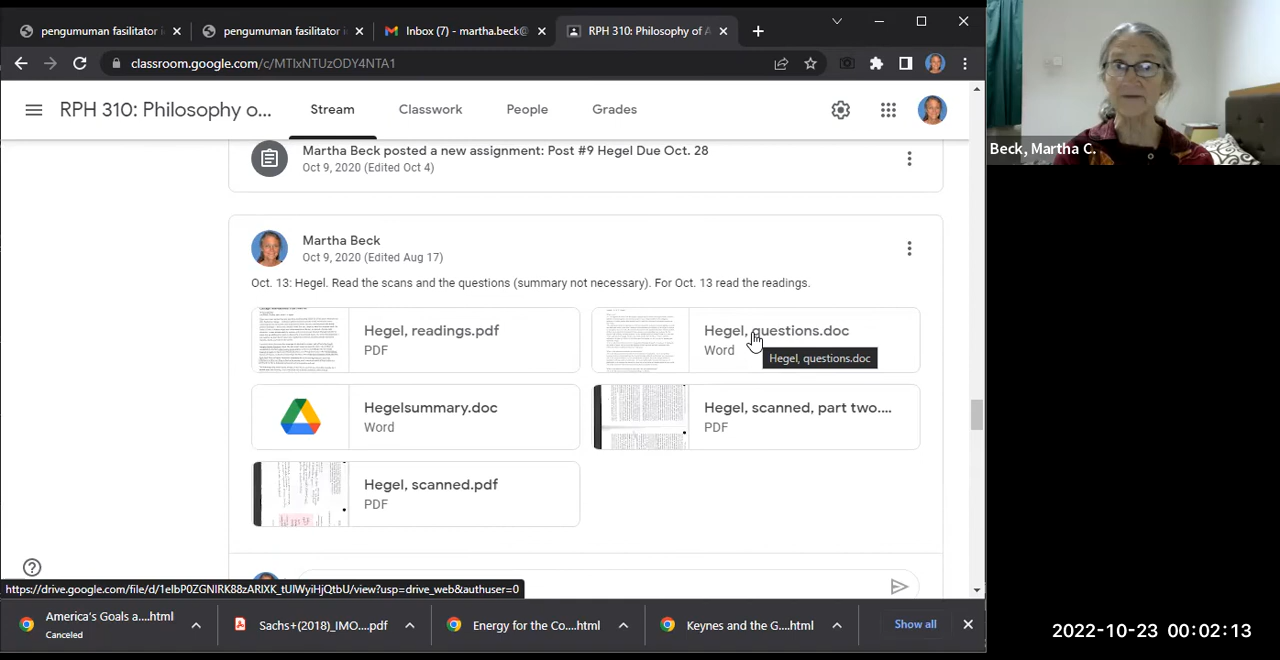 pengumuman fasilitator i
pengumuman fasilitator i
Inbox (7) - martha.beck@
RPH 310: Philosophy of A
classroom.google.com/c/MTIxNTUzODY4NTA1
RPH 310: Philosophy o...
Stream
Classwork
People
Grades
Martha Beck posted a new assignment: Post #9 Hegel Due Oct. 28
Oct 9, 2020 (Edited Oct 4)
Martha Beck
Oct 9, 2020 (Edited Aug 17)
Oct. 13: Hegel. Read the scans and the questions (summary not necessary). For Oct. 13 read the readings.
Hegel, readings.pdf
PDF
Hegel, questions.doc
Word
Hegel, questions.doc
Hegelsummary.doc
Word
Hegel, scanned, part two....
PDF
Hegel, scanned.pdf
PDF
https://drive.google.com/file/d/1elbP0ZGNIRK88zARIXK_tUIWyiHjQtbU/view?usp=drive_web&authuser=0
America's Goals a....html
Canceled
Sachs+(2018)_IMO....pdf
Energy for the Co....html
Keynes and the G....html
Show all
Beck, Martha C.
2022-10-23 00:02:13